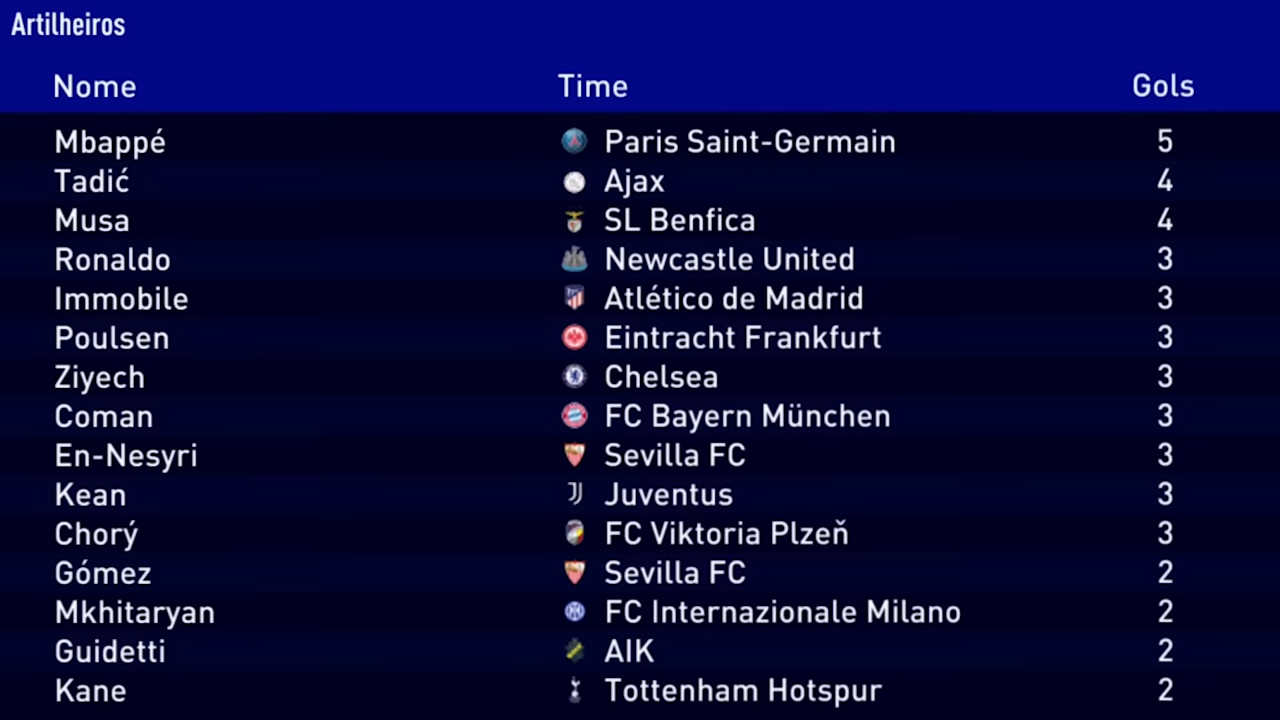 Artilheiros
Nome Time Gols
Mbappé Paris Saint-Germain 5
Tadić Ajax 4
Musa SL Benfica 4
Ronaldo Newcastle United 3
Immobile Atlético de Madrid 3
Poulsen Eintracht Frankfurt 3
Ziyech Chelsea 3
Coman FC Bayern München 3
En-Nesyri Sevilla FC 3
Kean Juventus 3
Chorý FC Viktoria Plzeň 3
Gómez Sevilla FC 2
Mkhitaryan FC Internazionale Milano 2
Guidetti AIK 2
Kane Tottenham Hotspur 2